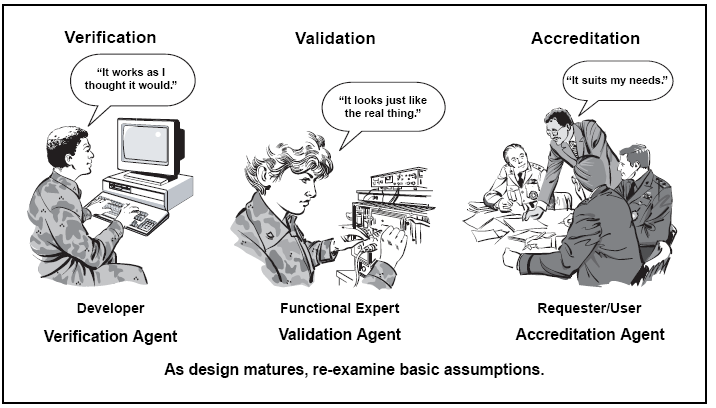 Verification
Validation
Accreditation
“It works as I
thought it would.”
“It looks just like
the real thing.”
“It suits my needs.”
Developer
Functional Expert
Requester/User
Verification Agent
Validation Agent
Accreditation Agent
As design matures, re-examine basic assumptions.